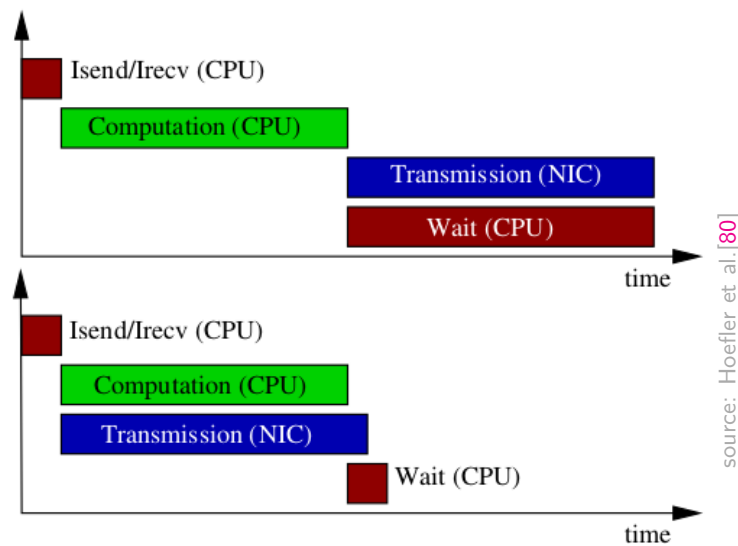 Isend/Irecv (CPU)
Computation (CPU)
Transmission (NIC)
Wait (CPU)
time
Isend/Irecv (CPU)
Computation (CPU)
Transmission (NIC)
Wait (CPU)
time
source: Hoefler et al.[80]